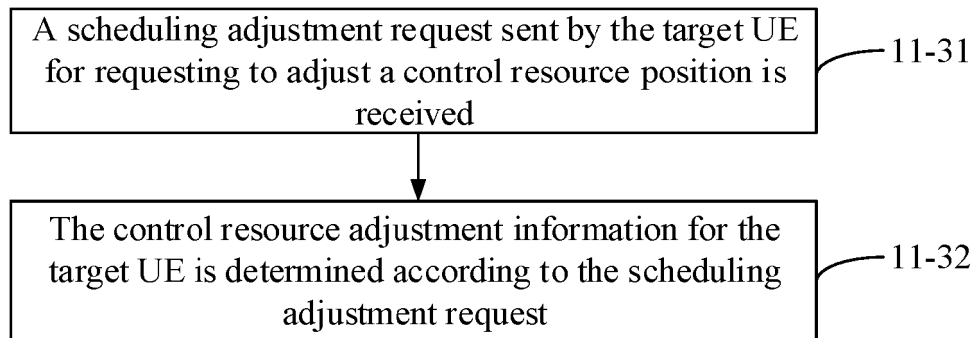 A scheduling adjustment request sent by the target UE
for requesting to adjust a control resource position is
received
11-31
The control resource adjustment information for the
target UE is determined according to the scheduling
adjustment request
11-32